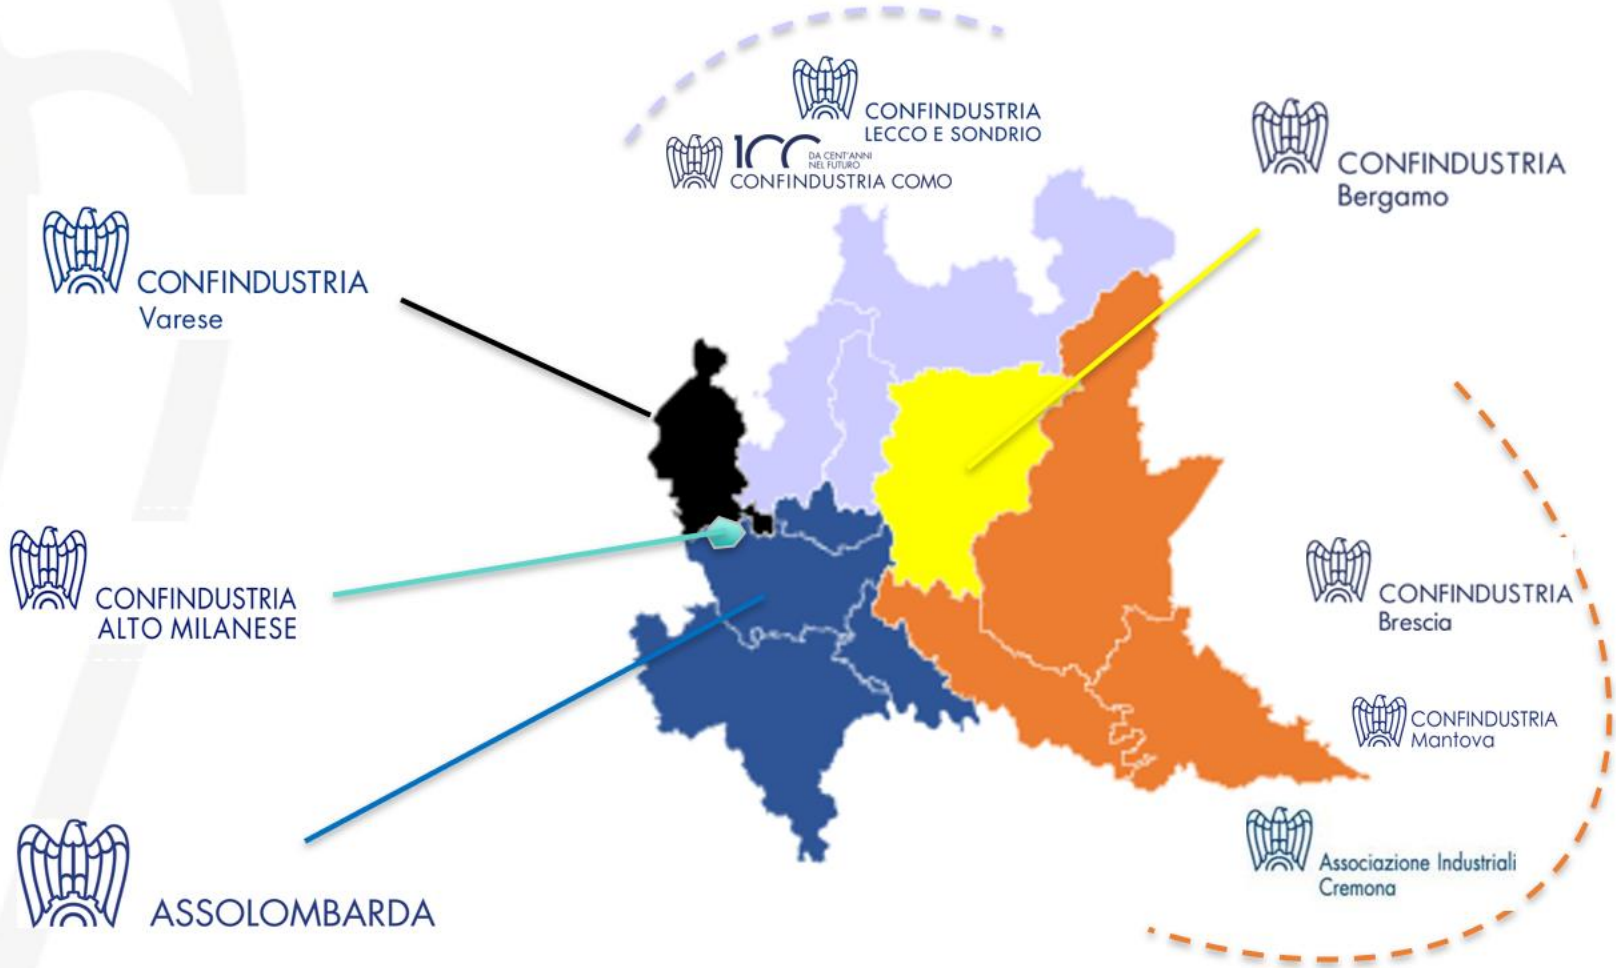 CONFINDUSTRIA
LECCO E SONDRIO
100 DA CENT'ANNI
NEL FUTURO
CONFINDUSTRIA COMO
CONFINDUSTRIA
Bergamo
CONFINDUSTRIA
Varese
CONFINDUSTRIA
ALTO MILANESE
CONFINDUSTRIA
Brescia
CONFINDUSTRIA
Mantova
Associazione Industriali
Cremona
ASSOLOMBARDA